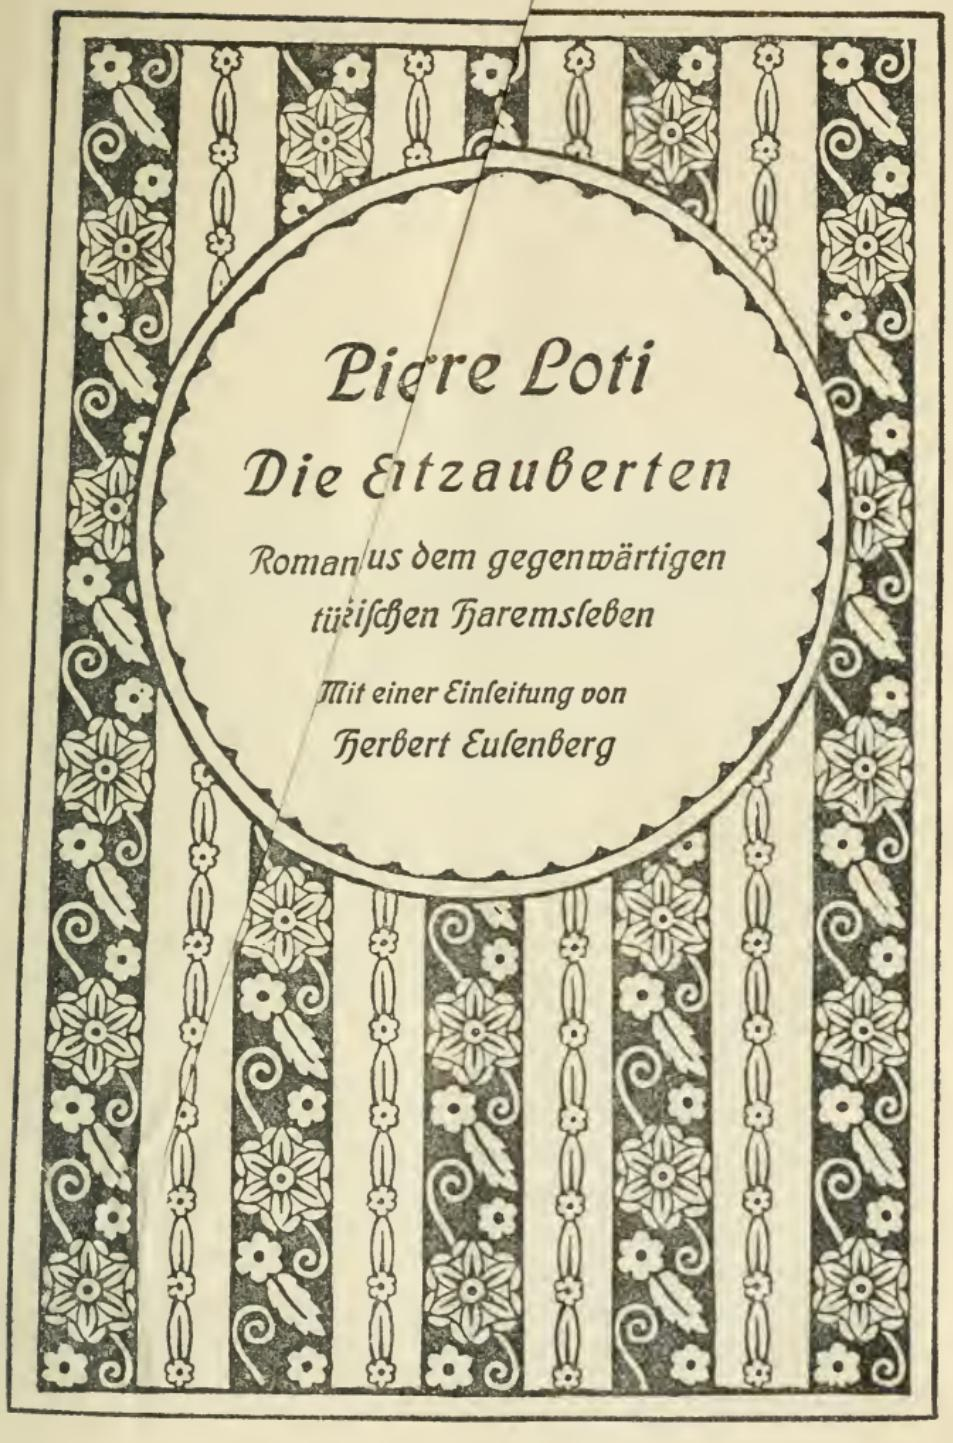 Pierre Loti
Die Entzauberten
Roman aus dem gegenwärtigen
türkischen Haremsleben
Mit einer Einleitung von
Herbert Eulenberg